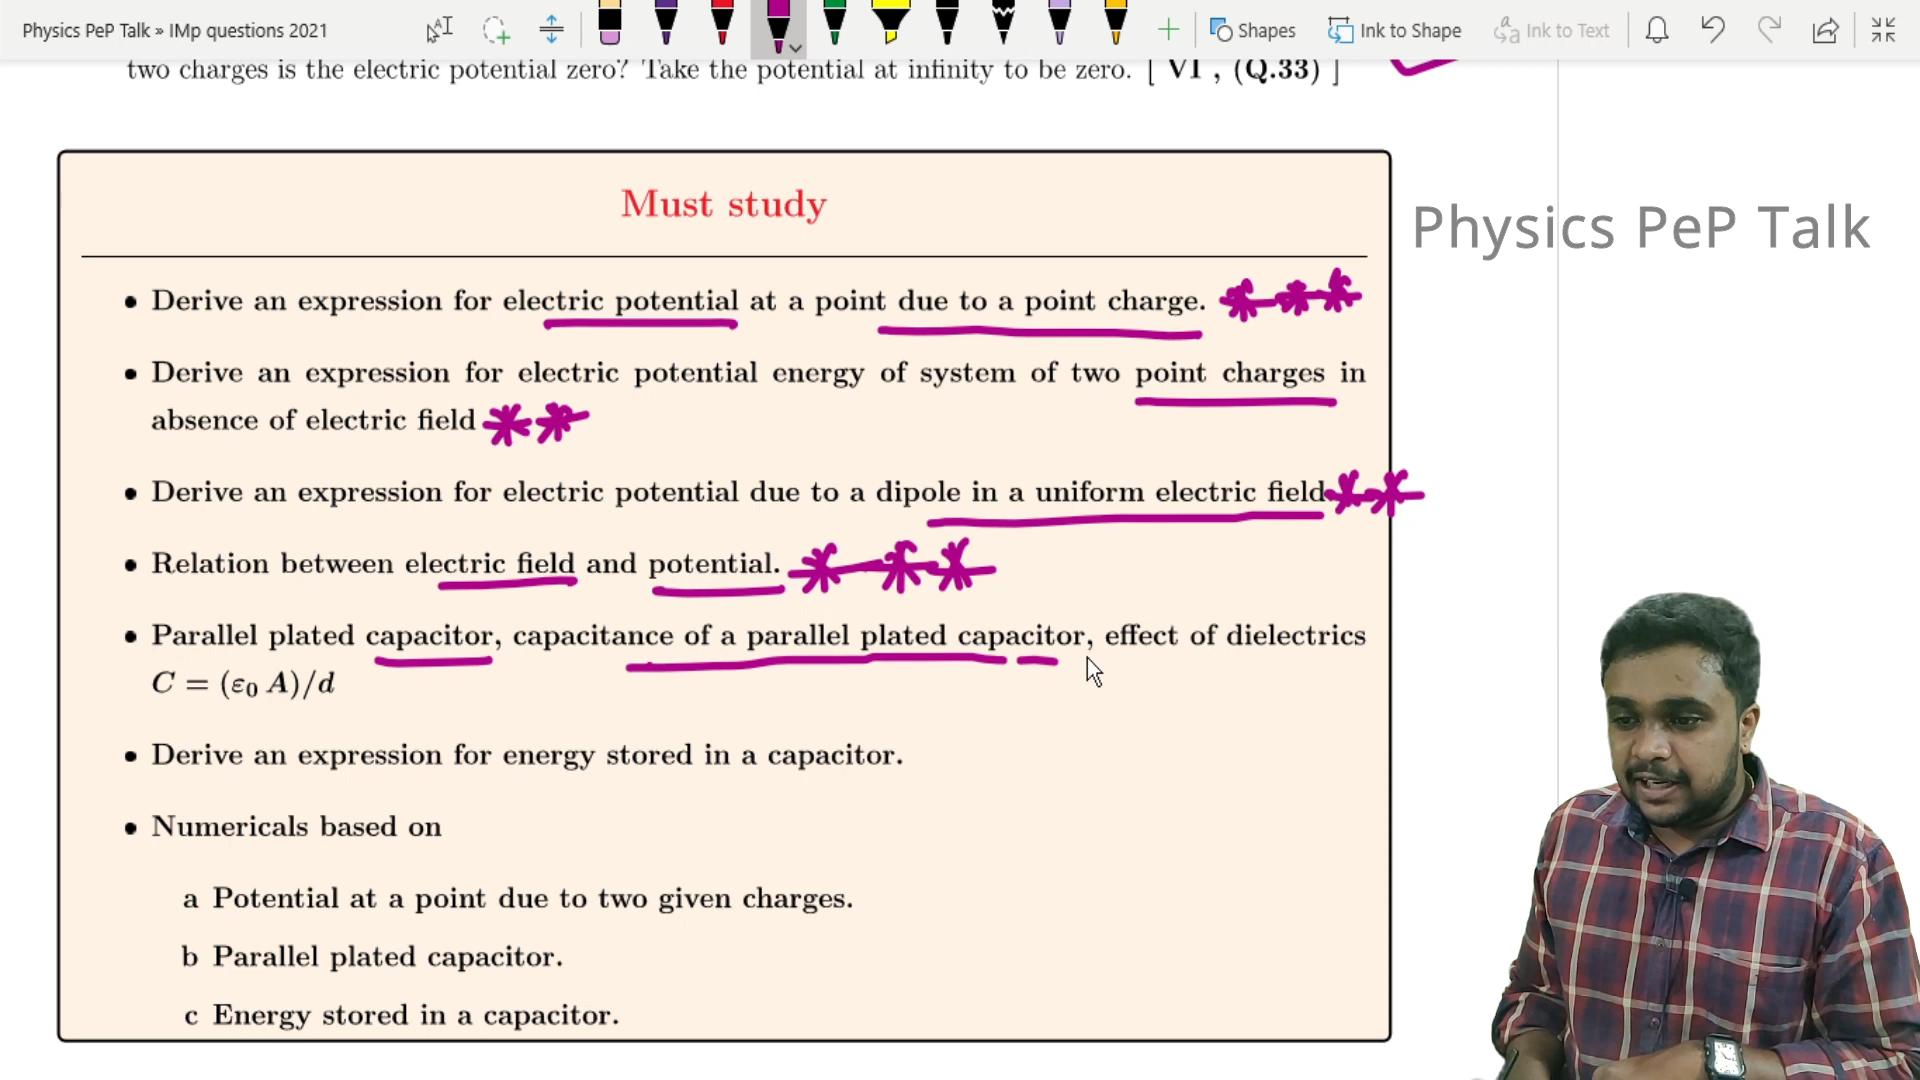 Physics PeP Talk » IMp questions 2021
Shapes
Ink to Shape
Ink to Text
two charges is the electric potential zero? Take the potential at infinity to be zero. [ VI , (Q.33) ]
Must study
Physics PeP Talk
• Derive an expression for electric potential at a point due to a point charge.
• Derive an expression for electric potential energy of system of two point charges in
absence of electric field
• Derive an expression for electric potential due to a dipole in a uniform electric field
• Relation between electric field and potential.
• Parallel plated capacitor, capacitance of a parallel plated capacitor, effect of dielectrics
C = (ε₀ A)/d
• Derive an expression for energy stored in a capacitor.
• Numericals based on
a Potential at a point due to two given charges.
b Parallel plated capacitor.
c Energy stored in a capacitor.